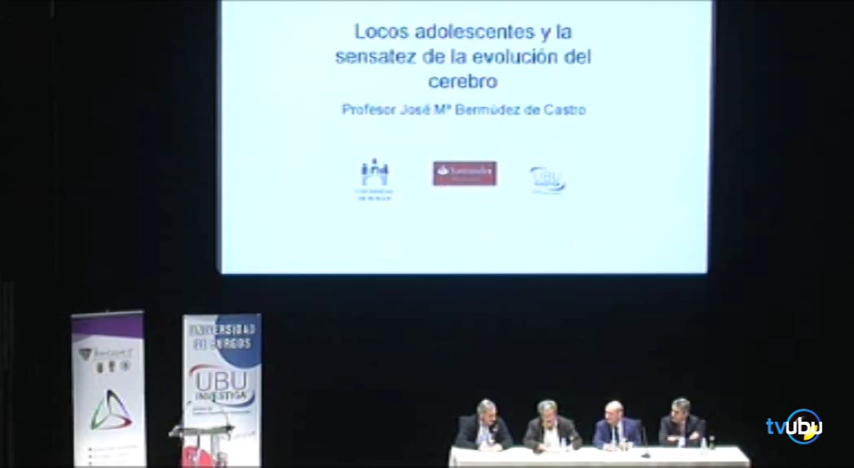 Locos adolescentes y la
sensatez de la evolución del
cerebro
Profesor José Mª Bermúdez de Castro
Santander
UBU
INVESTIGA
UNIVERSIDAD
DE BURGOS
UBU
INVESTIGA
tvubu